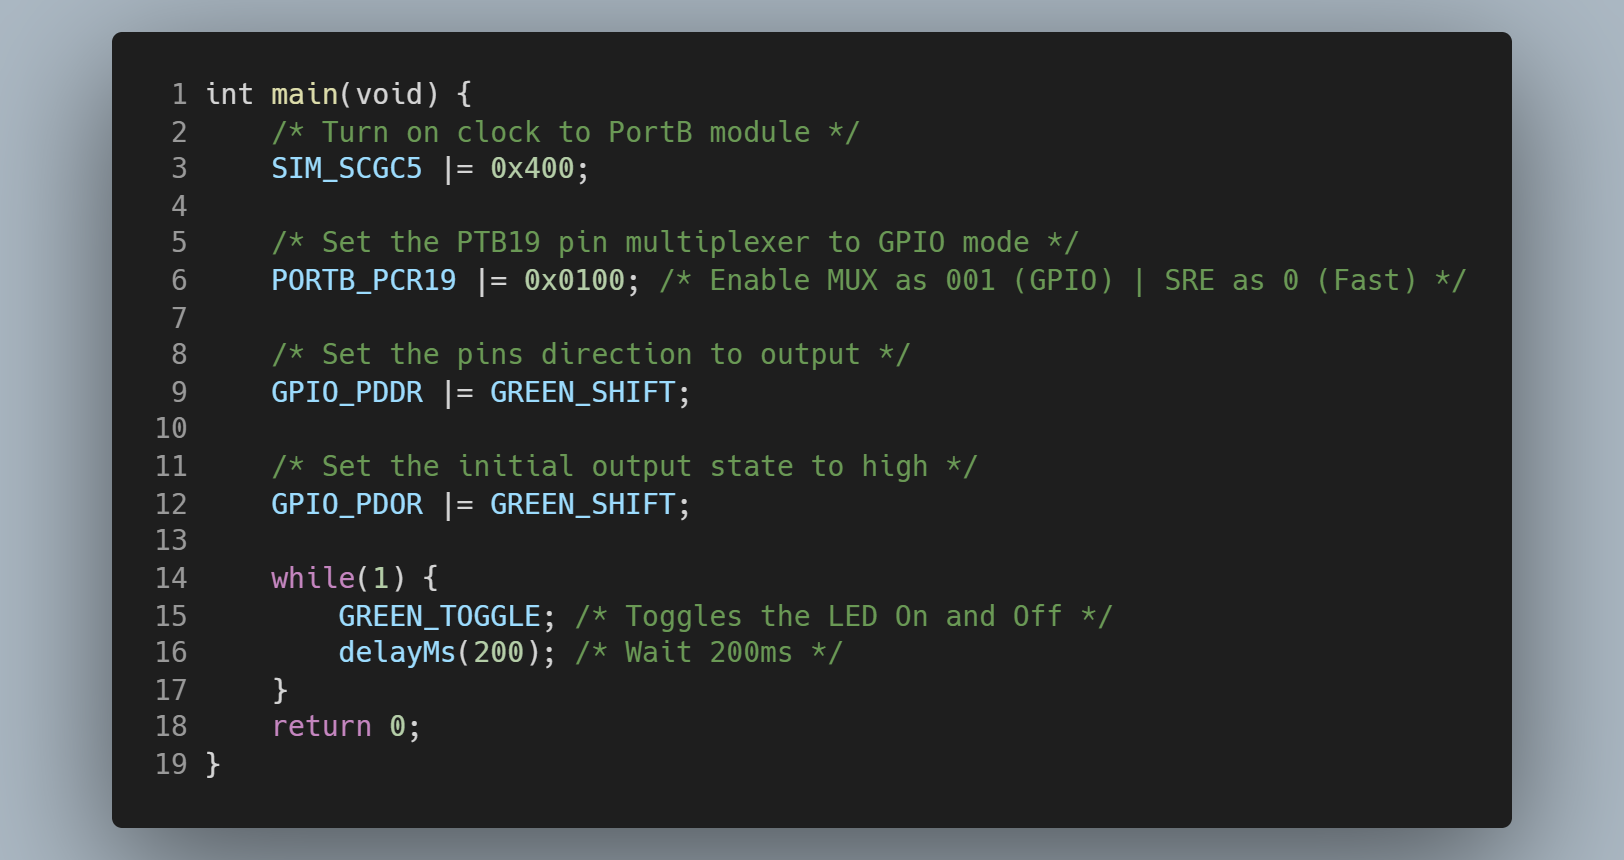 1 int main(void) {
2     /* Turn on clock to PortB module */
3     SIM_SCGC5 |= 0x400;
4
5     /* Set the PTB19 pin multiplexer to GPIO mode */
6     PORTB_PCR19 |= 0x0100; /* Enable MUX as 001 (GPIO) | SRE as 0 (Fast) */
7
8     /* Set the pins direction to output */
9     GPIO_PDDR |= GREEN_SHIFT;
10
11     /* Set the initial output state to high */
12     GPIO_PDOR |= GREEN_SHIFT;
13
14     while(1) {
15         GREEN_TOGGLE; /* Toggles the LED On and Off */
16         delayMs(200); /* Wait 200ms */
17     }
18     return 0;
19 }